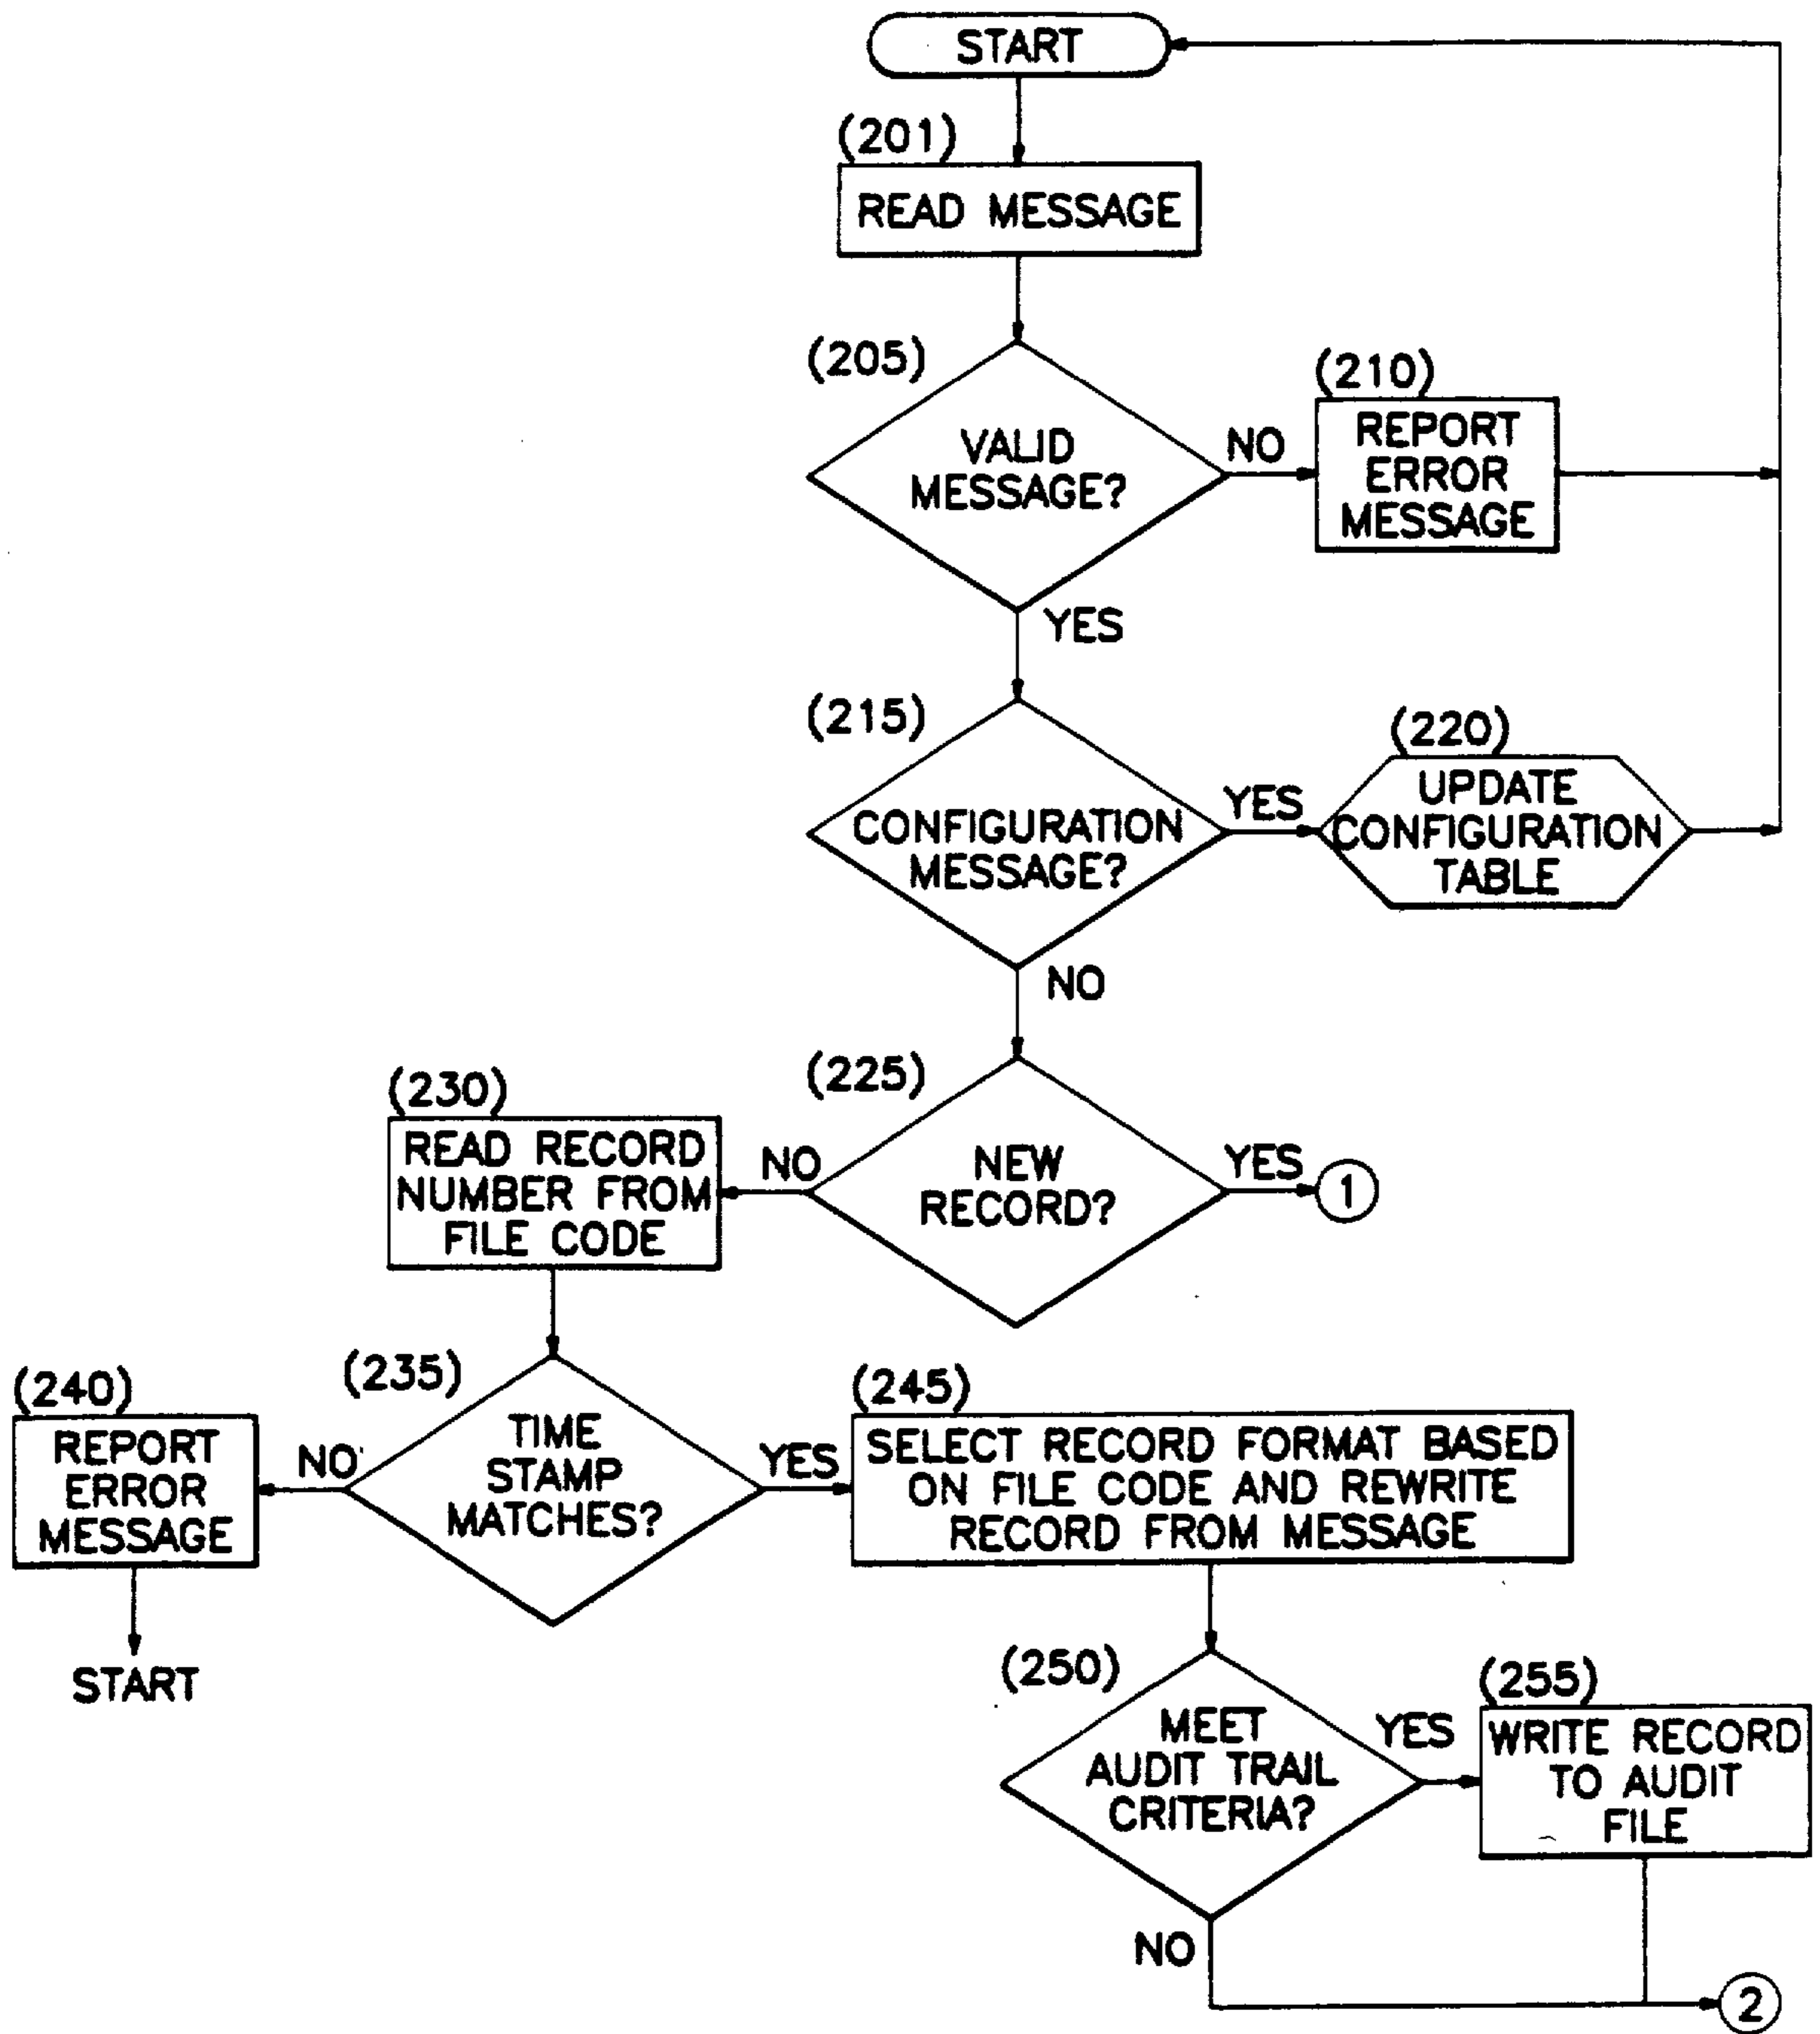 START
(201)
READ MESSAGE
(205)
VALID
MESSAGE?
NO
(210)
REPORT
ERROR
MESSAGE
YES
(215)
CONFIGURATION
MESSAGE?
YES
(220)
UPDATE
CONFIGURATION
TABLE
NO
(225)
NEW
RECORD?
YES
1
NO
(230)
READ RECORD
NUMBER FROM
FILE CODE
(235)
TIME
STAMP
MATCHES?
NO
(240)
REPORT
ERROR
MESSAGE
START
YES
(245)
SELECT RECORD FORMAT BASED
ON FILE CODE AND REWRITE
RECORD FROM MESSAGE
(250)
MEET
AUDIT TRAIL
CRITERIA?
YES
(255)
WRITE RECORD
TO AUDIT
FILE
NO
2